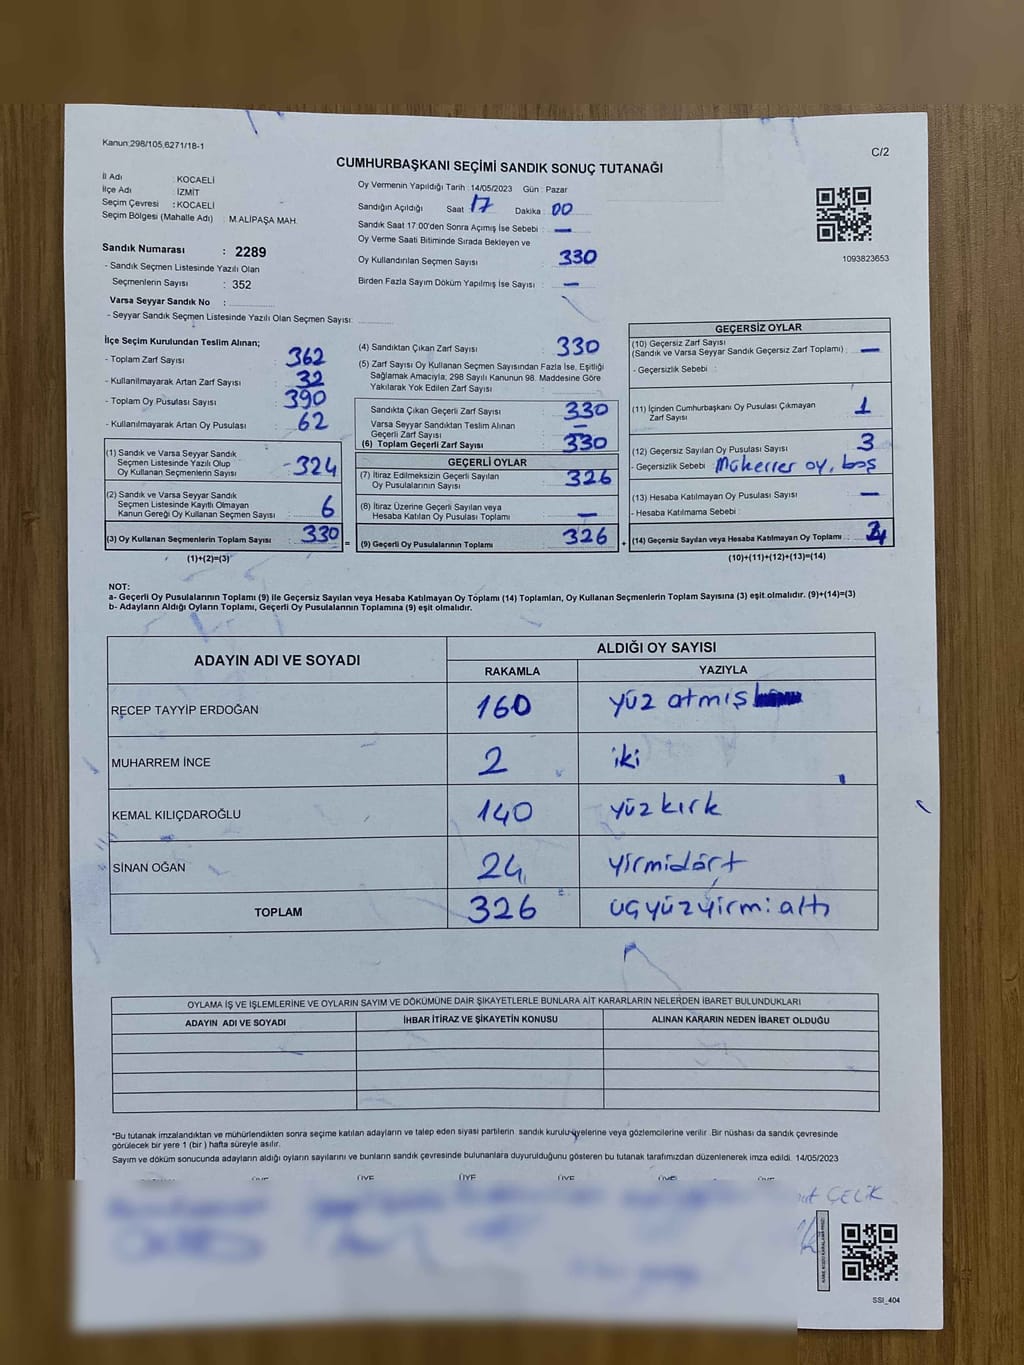 Kanun:298/105,6271/18-1
C/2
CUMHURBAŞKANI SEÇİMİ SANDIK SONUÇ TUTANAĞI
İl Adı : KOCAELİ
İlçe Adı : İZMİT
Seçim Çevresi : KOCAELİ
Seçim Bölgesi (Mahalle Adı) : M.ALİPAŞA MAH.
Sandık Numarası : 2289
- Sandık Seçmen Listesinde Yazılı Olan
Seçmenlerin Sayısı : 352
Varsa Seyyar Sandık No :
- Seyyar Sandık Seçmen Listesinde Yazılı Olan Seçmen Sayısı:
Oy Vermenin Yapıldığı Tarih : 14/05/2023 Gün : Pazar
Sandığın Açıldığı Saat 17 Dakika : 00
Sandık Saat 17:00'den Sonra Açımış İse Sebebi : —
Oy Verme Saati Bitiminde Sırada Bekleyen ve
Oy Kullandırılan Seçmen Sayısı : 330
Birden Fazla Sayım Döküm Yapılmış İse Sayısı : —
1093823653
İlçe Seçim Kurulundan Teslim Alınan;
- Toplam Zarf Sayısı : 362
- Kullanılmayarak Artan Zarf Sayısı : 32
- Toplam Oy Pusulası Sayısı : 390
- Kullanılmayarak Artan Oy Pusulası : 62
(1) Sandık ve Varsa Seyyar Sandık
Seçmen Listesinde Yazılı Olup
Oy Kullanan Seçmenlerin Sayısı : 324
(2) Sandık ve Varsa Seyyar Sandık
Seçmen Listesinde Kayıtlı Olmayan
Kanun Gereği Oy Kullanan Seçmen Sayısı : 6
(3) Oy Kullanan Seçmenlerin Toplam Sayısı : 330
(1)+(2)=(3)
(4) Sandıktan Çıkan Zarf Sayısı : 330
(5) Zarf Sayısı Oy Kullanan Seçmen Sayısından Fazla İse, Eşitliği
Sağlamak Amacıyla; 298 Sayılı Kanunun 98. Maddesine Göre
Yakılarak Yok Edilen Zarf Sayısı :
Sandıkta Çıkan Geçerli Zarf Sayısı : 330
Varsa Seyyar Sandıktan Teslim Alınan
Geçerli Zarf Sayısı : —
(6) Toplam Geçerli Zarf Sayısı : 330
GEÇERLİ OYLAR
(7) İtiraz Edilmeksizin Geçerli Sayılan
Oy Pusulalarının Sayısı : 326
(8) İtiraz Üzerine Geçerli Sayılan veya
Hesaba Katılan Oy Pusulası Toplamı : —
=
(9) Geçerli Oy Pusulalarının Toplamı : 326
+
GEÇERSİZ OYLAR
(10) Geçersiz Zarf Sayısı
(Sandık ve Varsa Seyyar Sandık Geçersiz Zarf Toplamı) : —
- Geçersizlik Sebebi :
(11) İçinden Cumhurbaşkanı Oy Pusulası Çıkmayan
Zarf Sayısı : 1
(12) Geçersiz Sayılan Oy Pusulası Sayısı : 3
- Geçersizlik Sebebi : Mükerrer oy, boş
(13) Hesaba Katılmayan Oy Pusulası Sayısı : —
- Hesaba Katılmama Sebebi :
(14) Geçersiz Sayılan veya Hesaba Katılmayan Oy Toplamı :
(10)+(11)+(12)+(13)=(14)
NOT:
a- Geçerli Oy Pusulalarının Toplamı (9) ile Geçersiz Sayılan veya Hesaba Katılmayan Oy Toplamı (14) Toplamları, Oy Kullanan Seçmenlerin Toplam Sayısına (3) eşit olmalıdır. (9)+(14)=(3)
b- Adayların Aldığı Oyların Toplamı, Geçerli Oy Pusulalarının Toplamına (9) eşit olmalıdır.
ADAYIN ADI VE SOYADI
ALDIĞI OY SAYISI
RAKAMLA YAZIYLA
RECEP TAYYİP ERDOĞAN 160 yüz atmış
MUHARREM İNCE 2 iki
KEMAL KILIÇDAROĞLU 140 yüz kırk
SİNAN OĞAN 24 yirmidört
TOPLAM 326 üçyüzyirmialtı
OYLAMA İŞ VE İŞLEMLERİNE VE OYLARIN SAYIM VE DÖKÜMÜNE DAİR ŞİKAYETLERLE BUNLARA AİT KARARLARIN NELERDEN İBARET BULUNDUKLARI
ADAYIN ADI VE SOYADI İHBAR İTİRAZ VE ŞİKAYETİN KONUSU ALINAN KARARIN NEDEN İBARET OLDUĞU
*Bu tutanak imzalandıktan ve mühürlendikten sonra seçime katılan adayların ve talep eden siyasi partilerin sandık kurulu üyelerine veya gözlemcilerine verilir. Bir nüshası da sandık çevresinde
görülecek bir yere 1 (bir) hafta süreyle asılır.
Sayım ve döküm sonucunda adayların aldığı oyların sayılarını ve bunların sandık çevresinde bulunanlara duyurulduğunu gösteren bu tutanak tarafımızdan düzenlenerek imza edildi. 14/05/2023
ÜYE ÜYE ÜYE ÜYE ÜYE ÜYE
ÇELİK
SSI_404